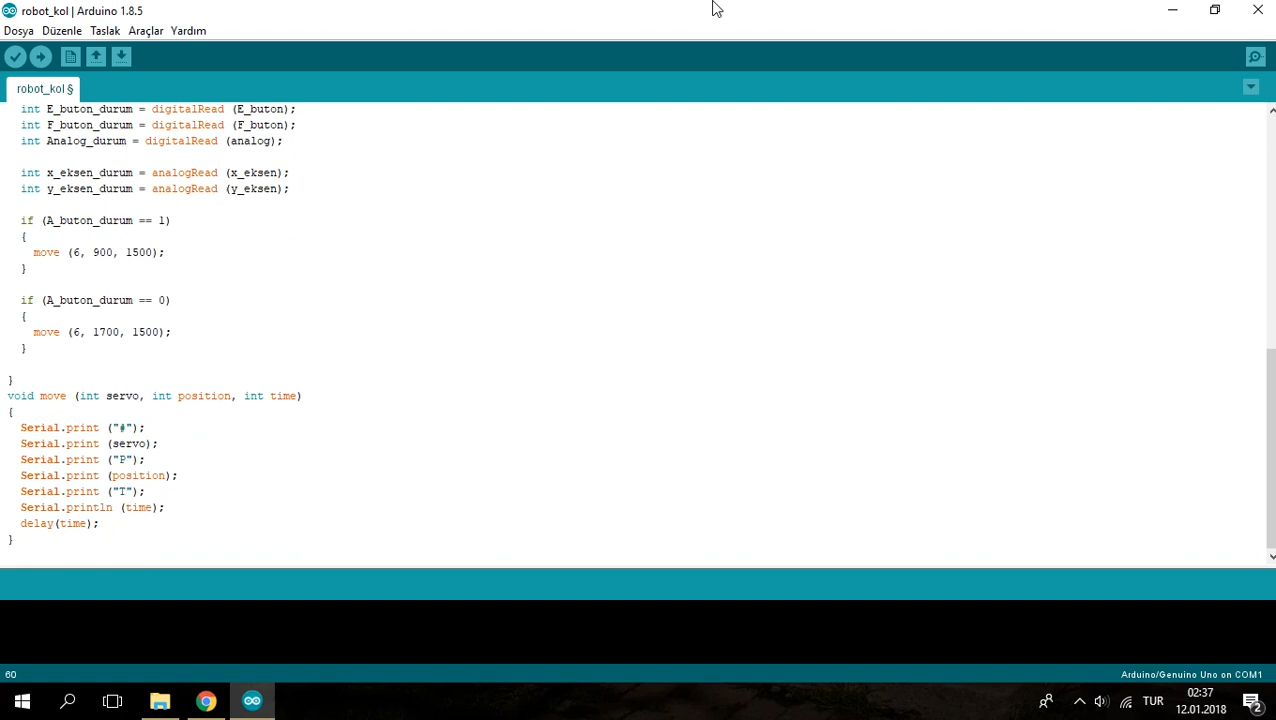 robot_kol | Arduino 1.8.5
Dosya Düzenle Taslak Araçlar Yardım
robot_kol §
int E_buton_durum = digitalRead (E_buton);
int F_buton_durum = digitalRead (F_buton);
int Analog_durum = digitalRead (analog);
int x_eksen_durum = analogRead (x_eksen);
int y_eksen_durum = analogRead (y_eksen);
if (A_buton_durum == 1)
{
move (6, 900, 1500);
}
if (A_buton_durum == 0)
{
move (6, 1700, 1500);
}
}
void move (int servo, int position, int time)
{
Serial.print ("#");
Serial.print (servo);
Serial.print ("P");
Serial.print (position);
Serial.print ("T");
Serial.println (time);
delay(time);
}
60
Arduino/Genuino Uno on COM1
TUR
02:37
12.01.2018
2